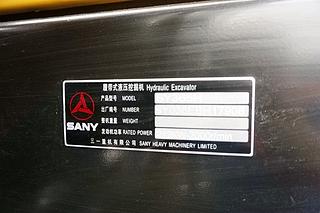 履带式液压挖掘机 Hydraulic Excavator
产品型号 MODEL
出厂编号 NUMBER
整机重量 WEIGHT
发动机功率 RATED POWER
SANY
三一重机有限公司 SANY HEAVY MACHINERY LIMITED